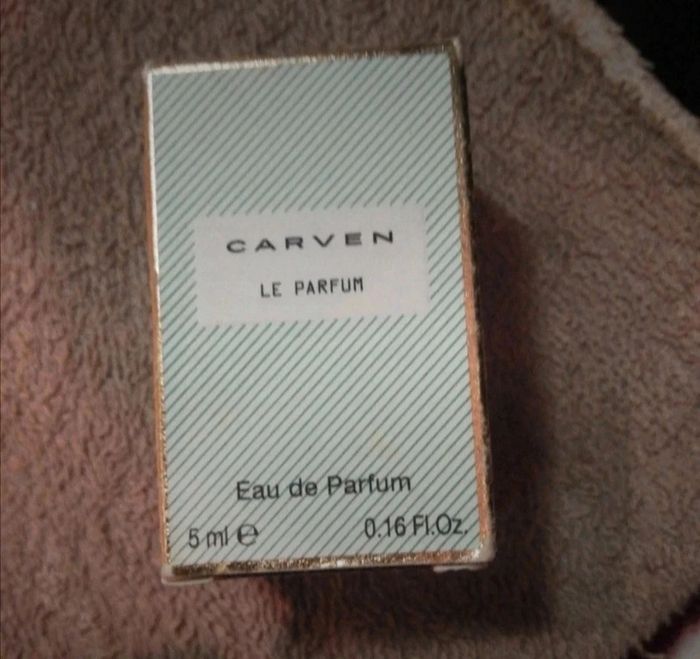 CARVEN
LE PARFUM
Eau de Parfum
5 ml ℮ 0.16 Fl.Oz.